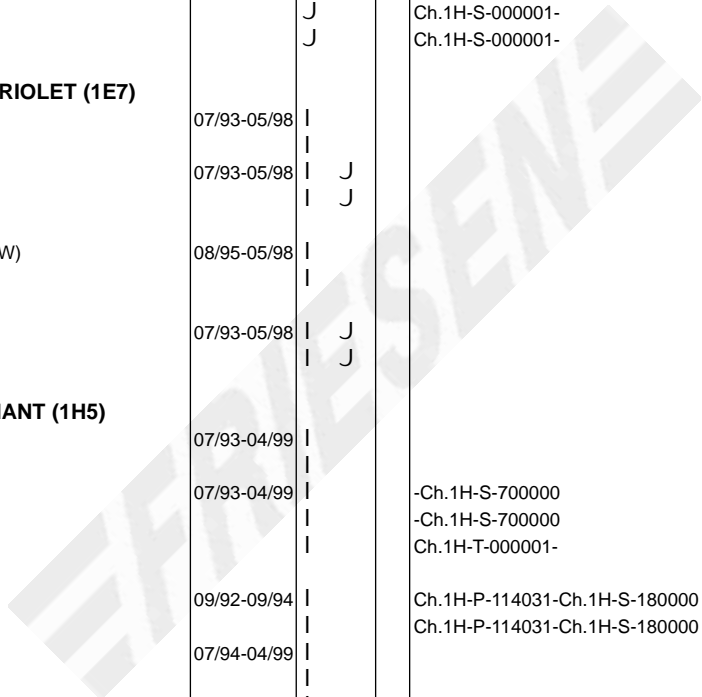 J Ch.1H-S-000001-
J Ch.1H-S-000001-
RIOLET (1E7)
07/93-05/98 I
I
07/93-05/98 I J
I J
W) 08/95-05/98 I
I
07/93-05/98 I J
I J
IANT (1H5)
07/93-04/99 I
I
07/93-04/99 I -Ch.1H-S-700000
I -Ch.1H-S-700000
I Ch.1H-T-000001-
09/92-09/94 I Ch.1H-P-114031-Ch.1H-S-180000
I Ch.1H-P-114031-Ch.1H-S-180000
07/94-04/99 I
I
FRIESEN